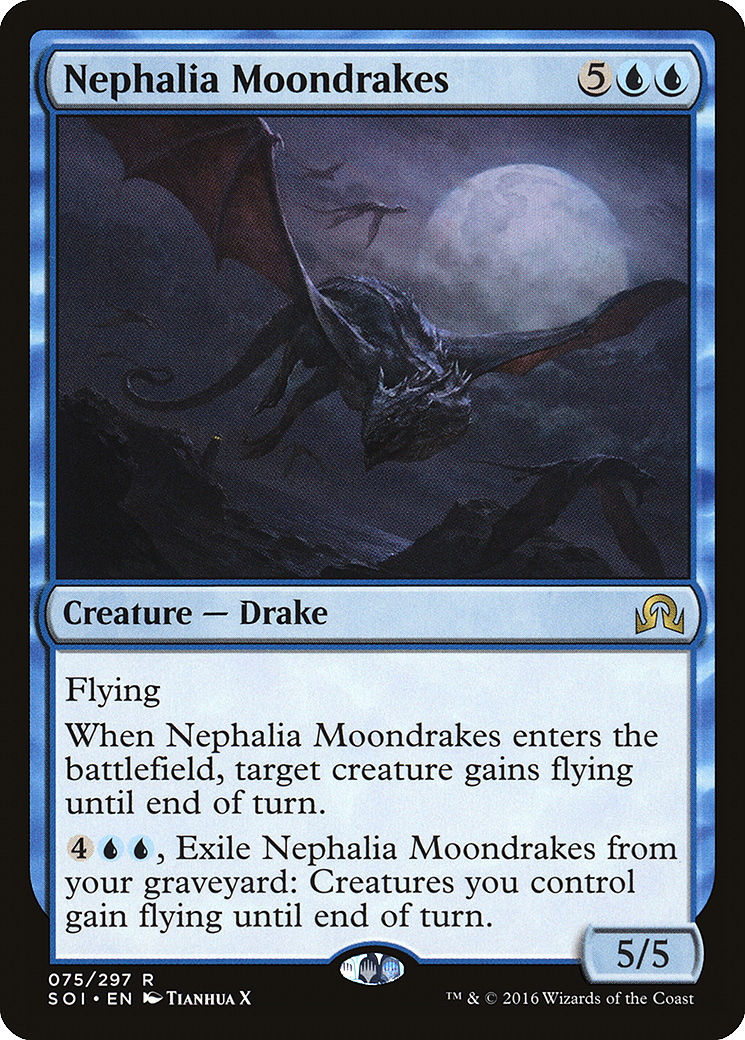 Nephalia Moondrakes 5
Creature — Drake
Flying
When Nephalia Moondrakes enters the
battlefield, target creature gains flying
until end of turn.
4, Exile Nephalia Moondrakes from
your graveyard: Creatures you control
gain flying until end of turn.
5/5
075/297 R
SOI • EN Tianhua X
™ & © 2016 Wizards of the Coast